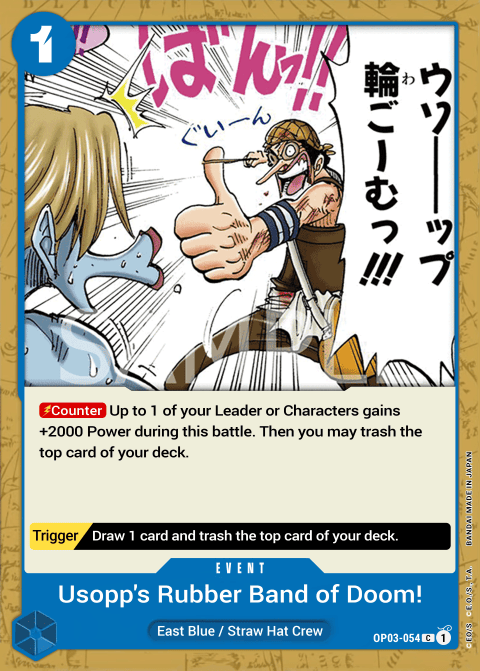 1
ばんっ!!
ぐいーん
ウソーップ
輪ごーむっ!!!
わ
SAMPLE
Counter Up to 1 of your Leader or Characters gains
+2000 Power during this battle. Then you may trash the
top card of your deck.
Trigger Draw 1 card and trash the top card of your deck.
EVENT
Usopp's Rubber Band of Doom!
East Blue / Straw Hat Crew
OP03-054 C 1
©E.O./S. ©E.O./S.,T.A. BANDAI MADE IN JAPAN